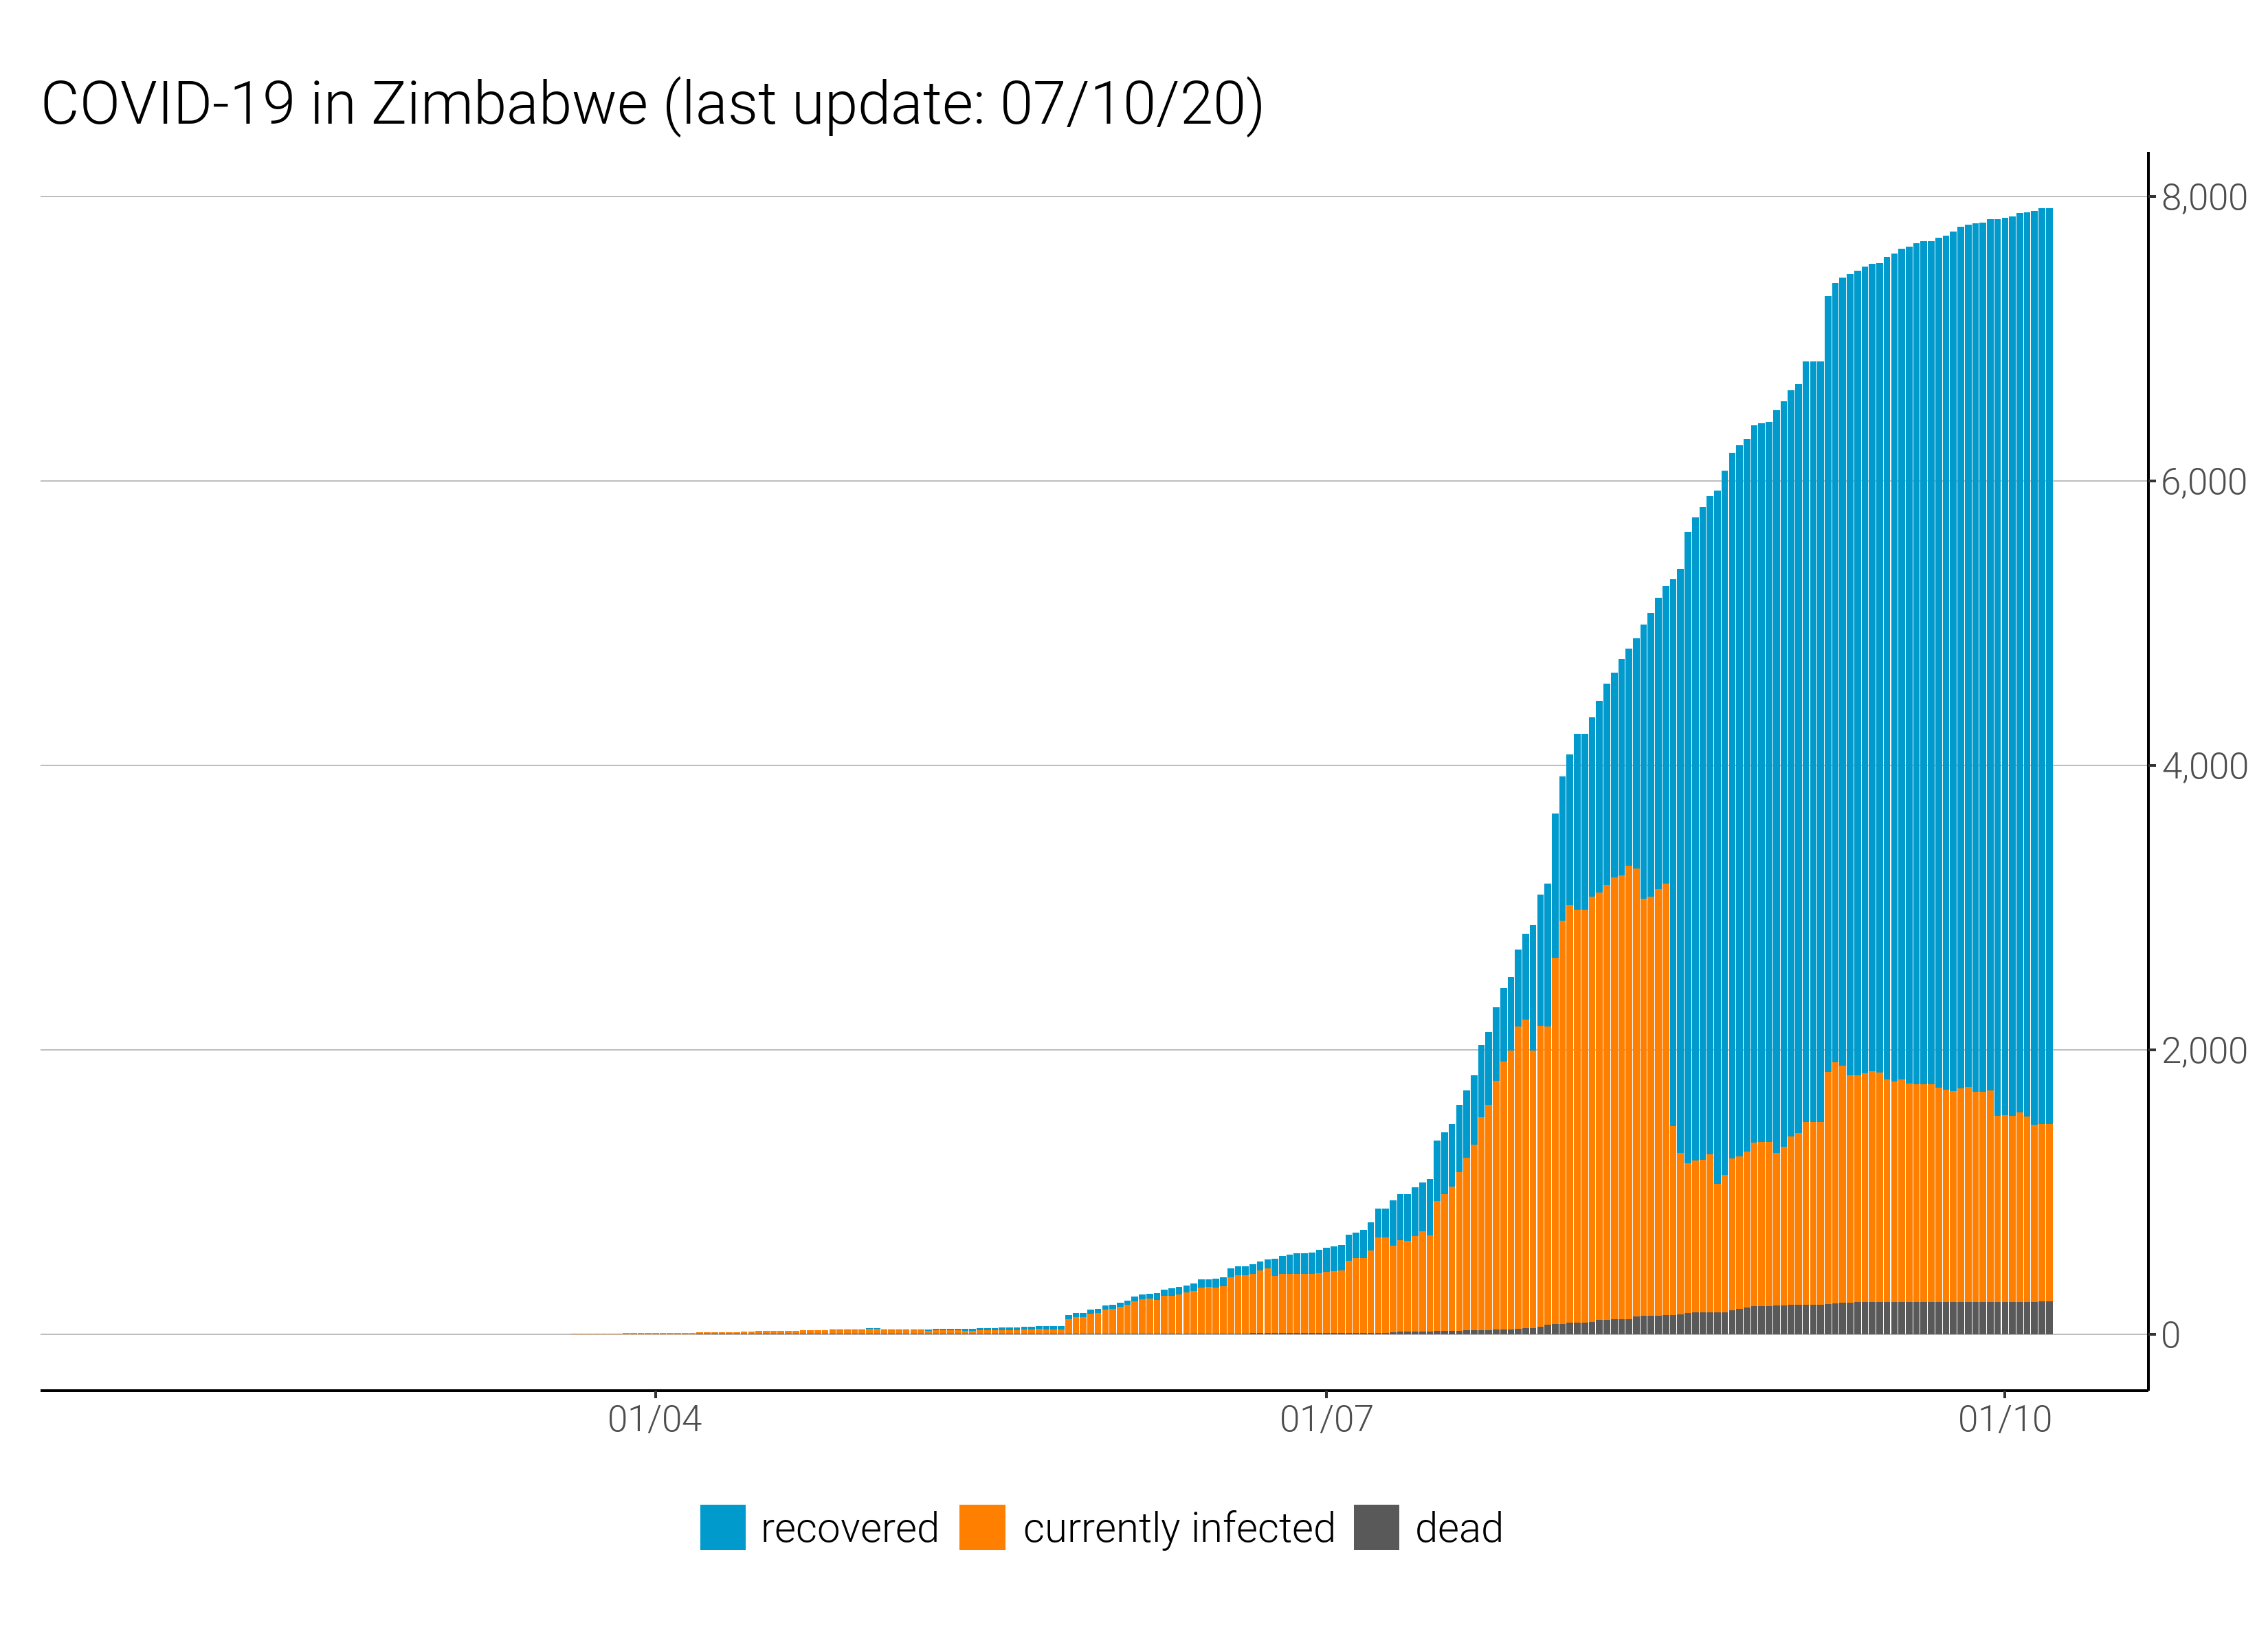 COVID-19 in Zimbabwe (last update: 07/10/20)
8,000
6,000
4,000
2,000
0
01/04 01/07 01/10
recovered currently infected dead